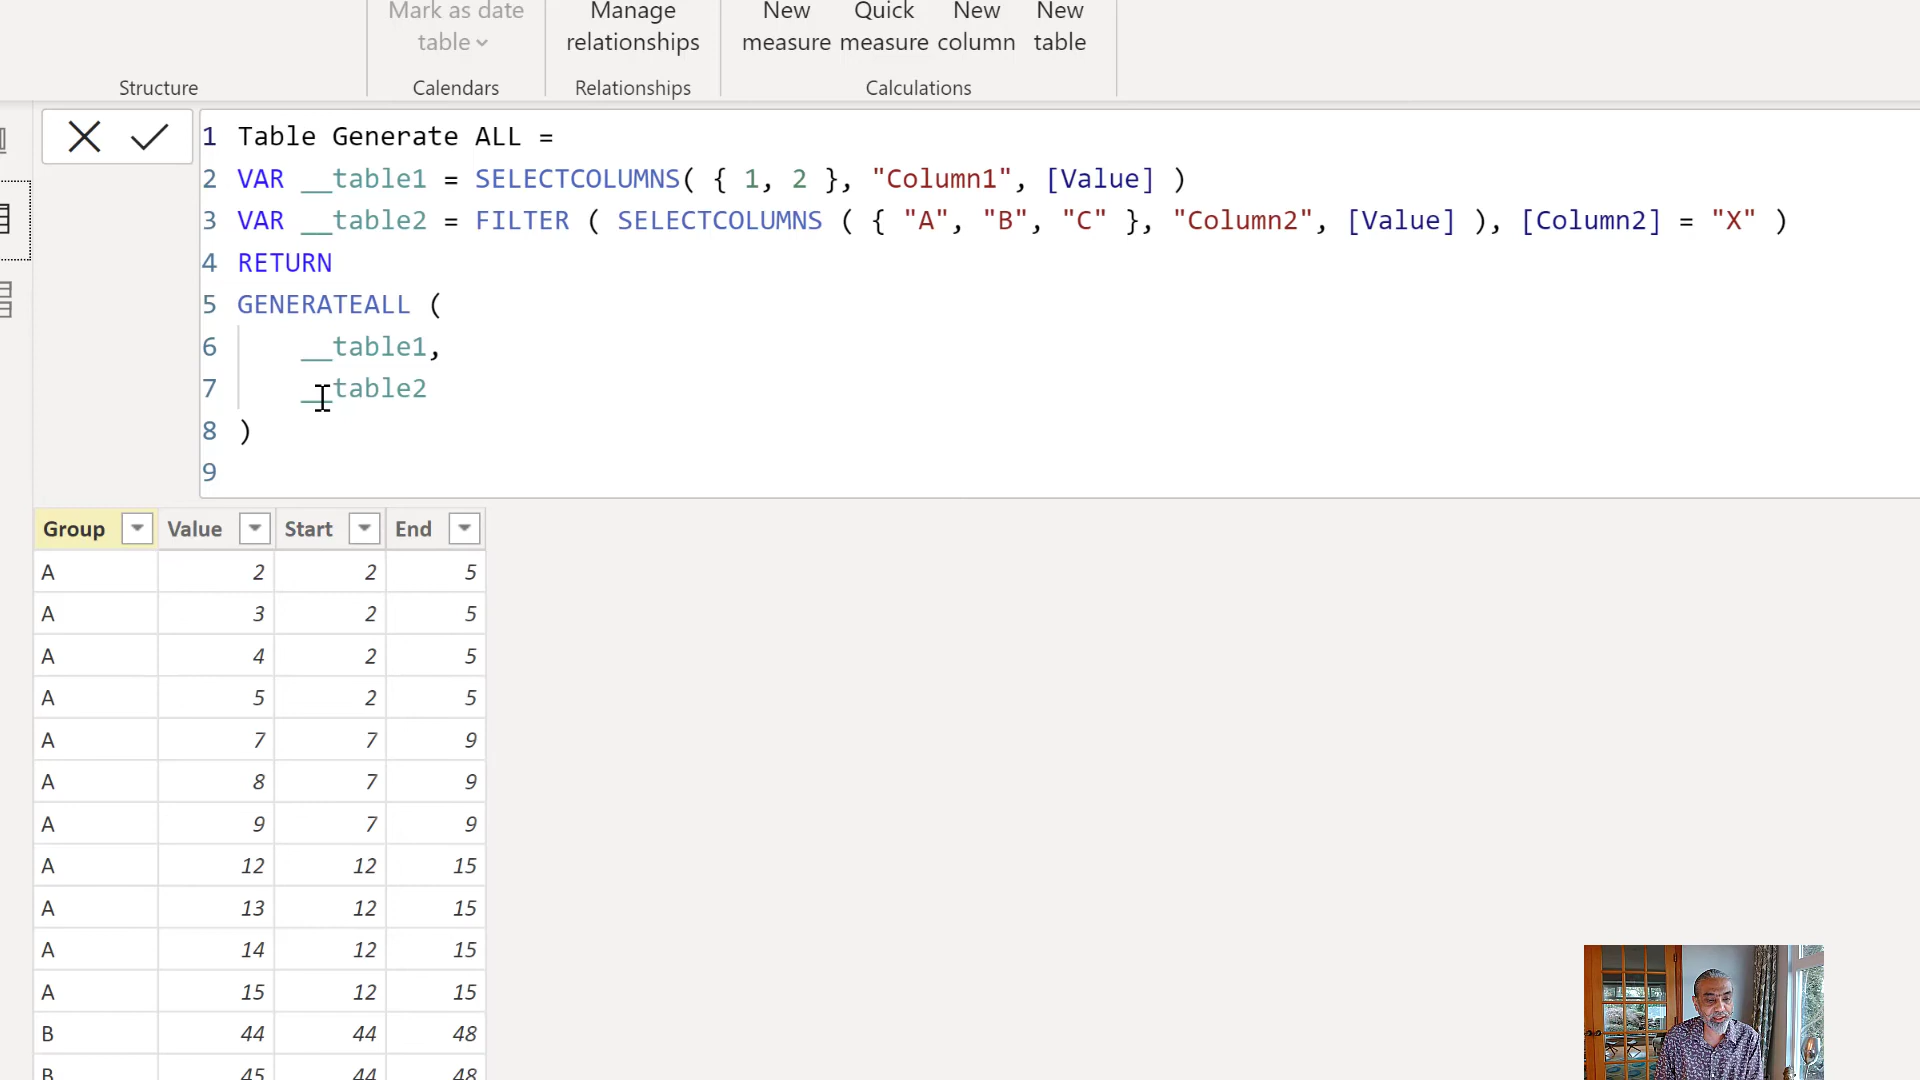 Mark as date
table
Manage
relationships
New
measure
Quick
measure
New
column
New
table
Structure
Calendars
Relationships
Calculations
1 Table Generate ALL =
2 VAR __table1 = SELECTCOLUMNS( { 1, 2 }, "Column1", [Value] )
3 VAR __table2 = FILTER ( SELECTCOLUMNS ( { "A", "B", "C" }, "Column2", [Value] ), [Column2] = "X" )
4 RETURN
5 GENERATEALL (
6 __table1,
7 __table2
8 )
9
Group Value Start End
A 2 2 5
A 3 2 5
A 4 2 5
A 5 2 5
A 7 7 9
A 8 7 9
A 9 7 9
A 12 12 15
A 13 12 15
A 14 12 15
A 15 12 15
B 44 44 48
B 45 44 48